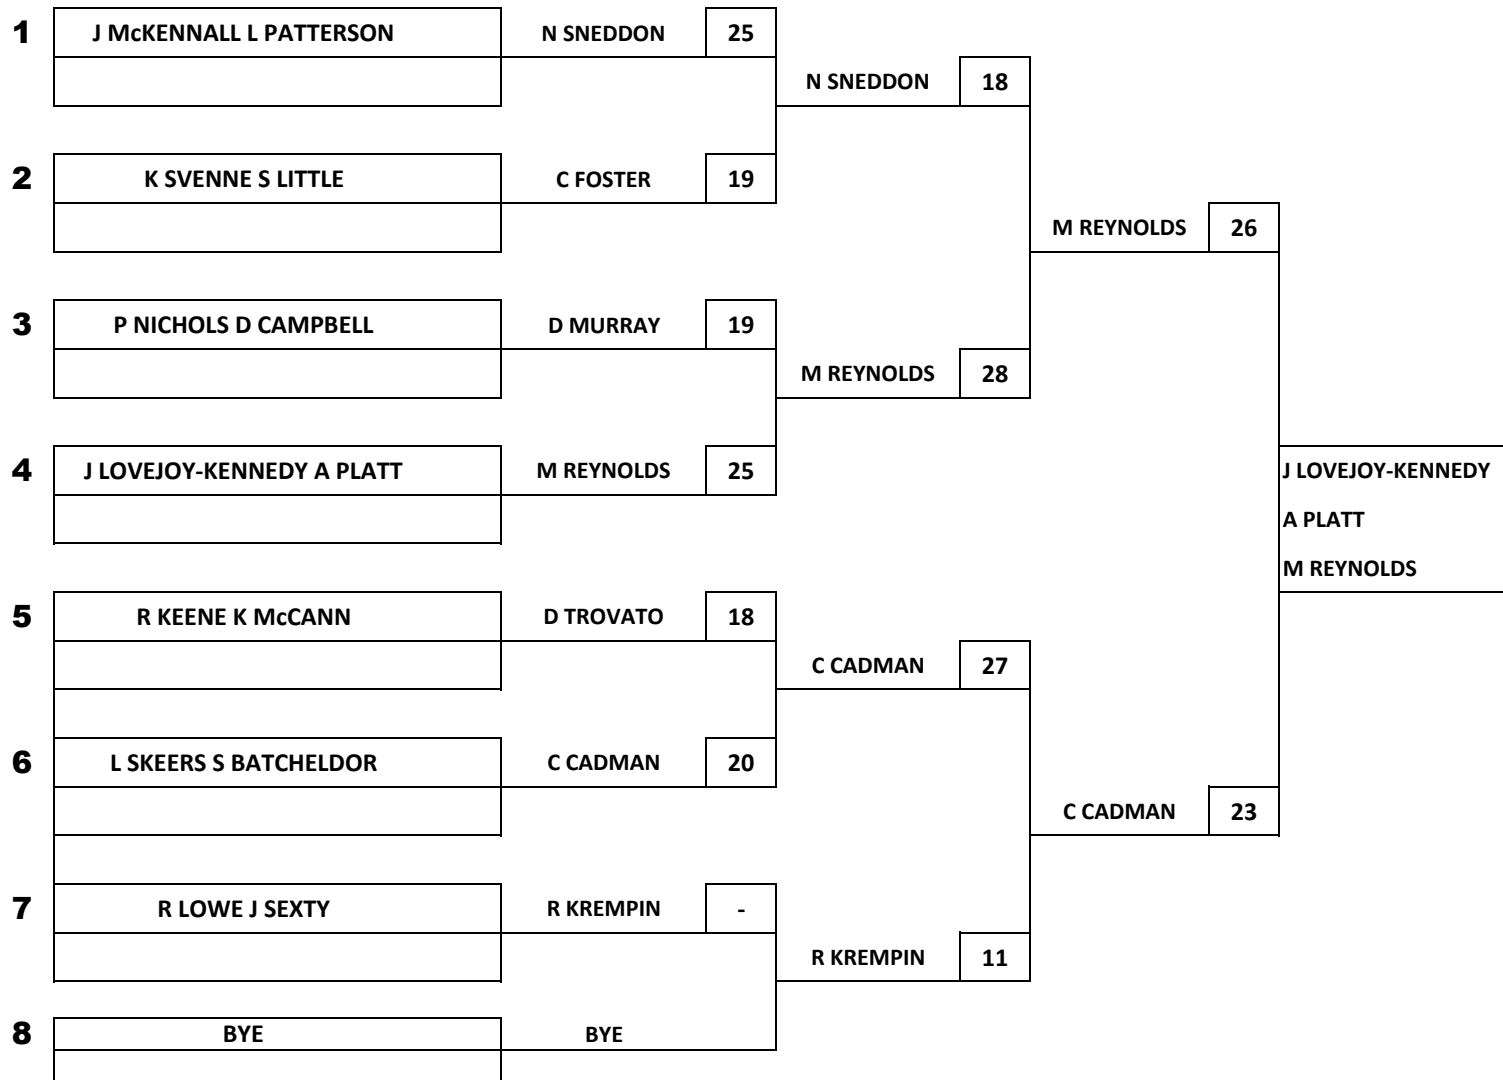 1 J McKENNALL L PATTERSON N SNEDDON 25
N SNEDDON 18
2 K SVENNE S LITTLE C FOSTER 19
M REYNOLDS 26
3 P NICHOLS D CAMPBELL D MURRAY 19
M REYNOLDS 28
4 J LOVEJOY-KENNEDY A PLATT M REYNOLDS 25 J LOVEJOY-KENNEDY
A PLATT
M REYNOLDS
5 R KEENE K McCANN D TROVATO 18
C CADMAN 27
6 L SKEERS S BATCHELDOR C CADMAN 20
C CADMAN 23
7 R LOWE J SEXTY R KREMPIN -
R KREMPIN 11
8 BYE BYE